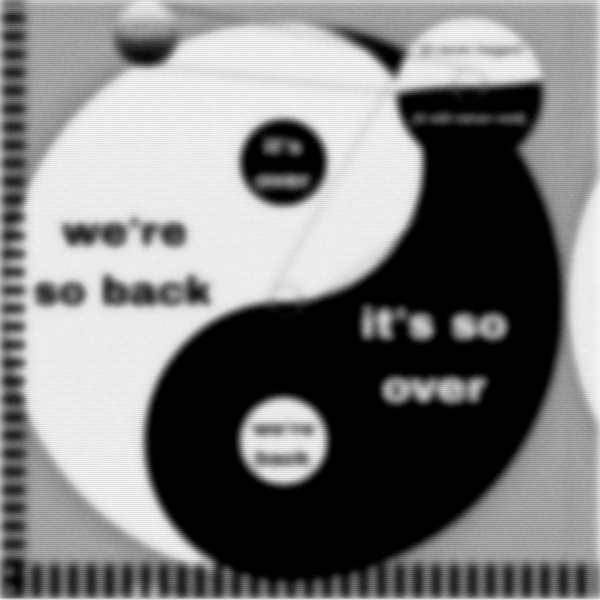 it's
over
we're
so back
it's so
over
we're
back